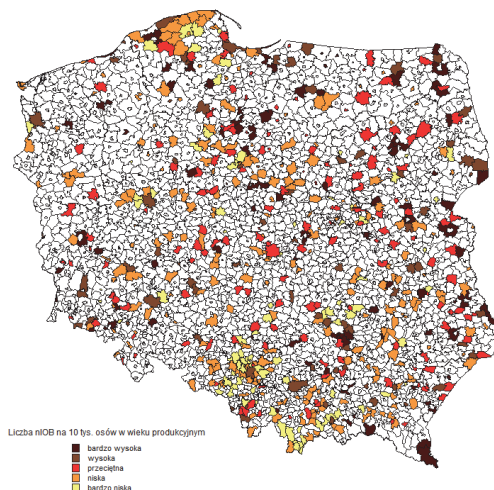 Liczba nIOB na 10 tys. osów w wieku produkcyjnym
bardzo wysoka
wysoka
przeciętna
niska
bardzo niska